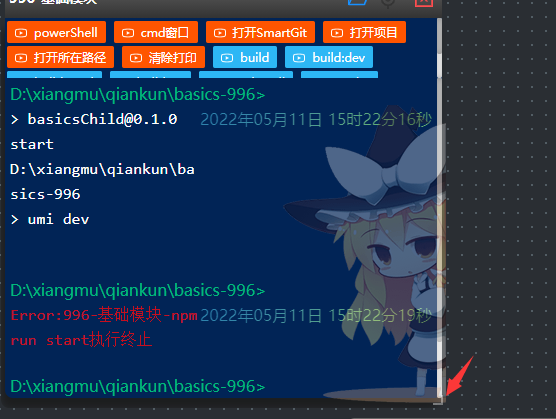 powerShell cmd窗口 打开SmartGit 打开项目
打开所在路径 清除打印 build build:dev
D:\xiangmu\qiankun\basics-996>
> basicsChild@0.1.0 2022年05月11日 15时22分16秒
start
D:\xiangmu\qiankun\ba
sics-996
> umi dev
D:\xiangmu\qiankun\basics-996>
Error:996-基础模块-npm 2022年05月11日 15时22分19秒
run start执行终止
D:\xiangmu\qiankun\basics-996>